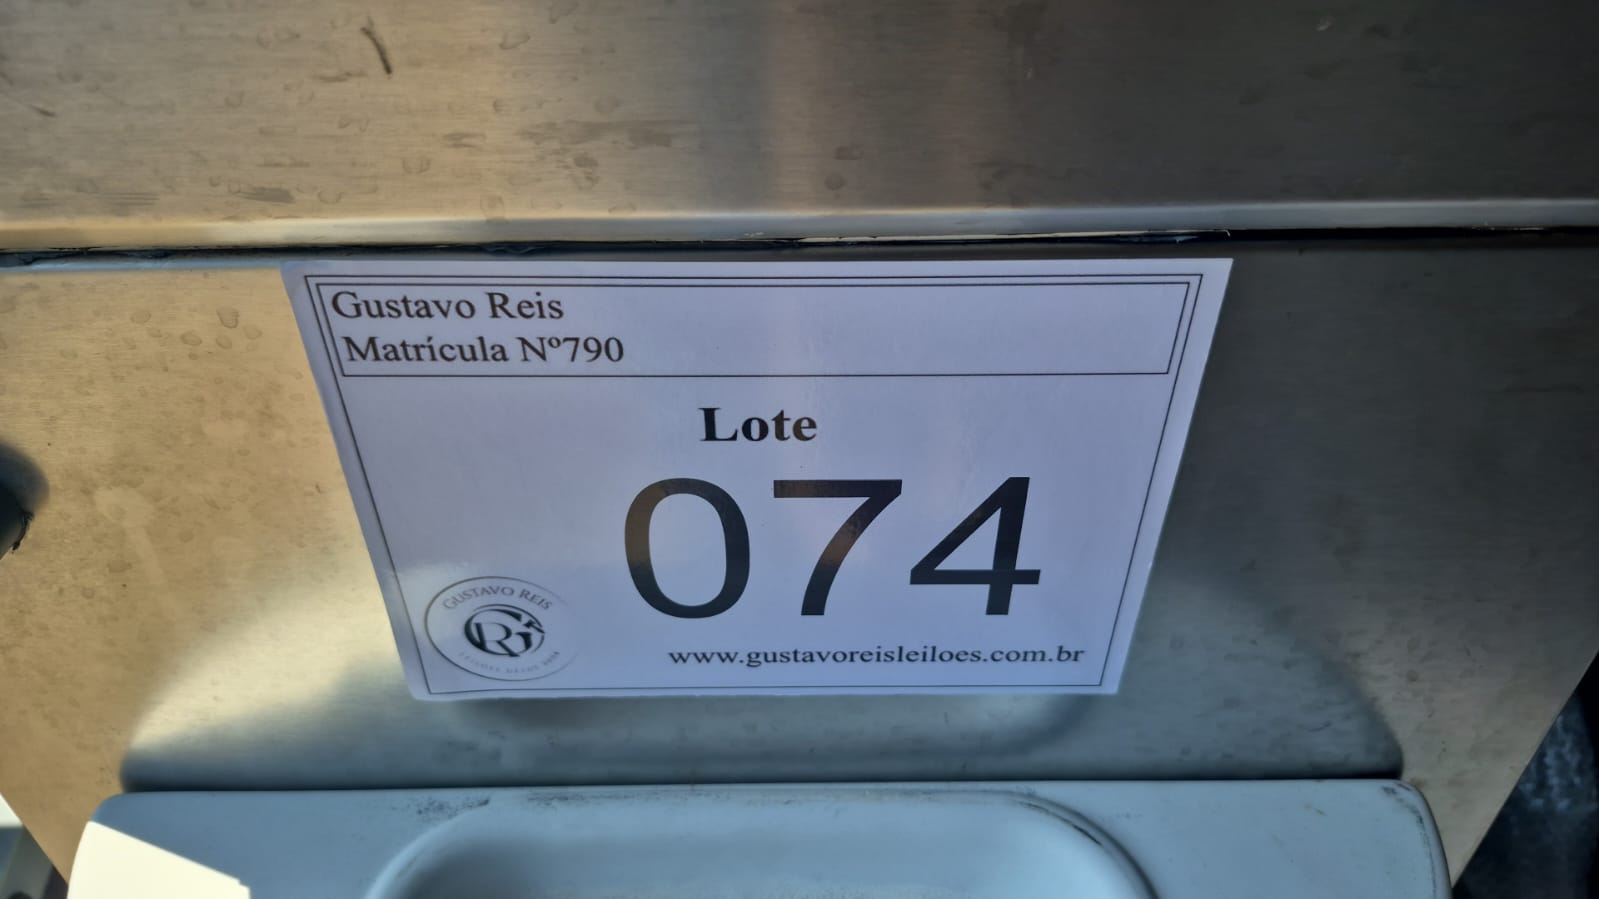 Gustavo Reis
Matrícula Nº790
Lote
074
www.gustavoreisleiloes.com.br
GUSTAVO REIS
GR